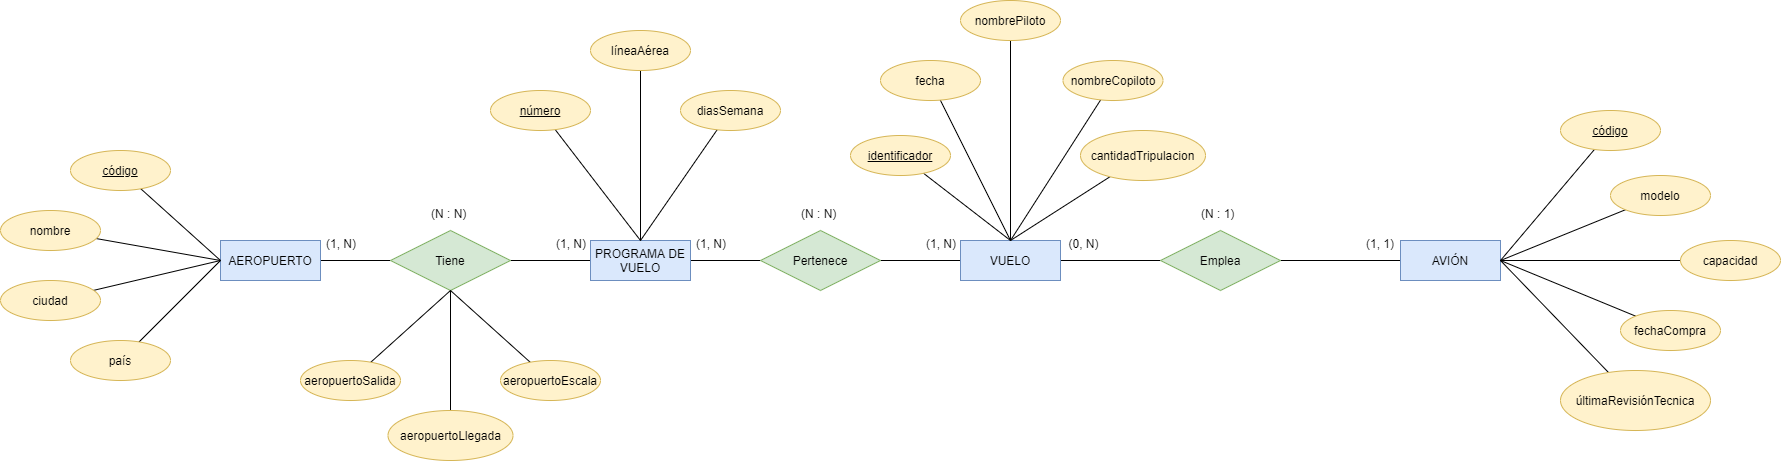 nombrePiloto
líneaAérea
fecha
nombreCopiloto
número
diasSemana
código
identificador
cantidadTripulacion
código
modelo
nombre
(N : N)
(N : N)
(N : 1)
(1, N)
(1, N)
(1, N)
(1, N)
(0, N)
(1, 1)
AEROPUERTO
Tiene
PROGRAMA DE
VUELO
Pertenece
VUELO
Emplea
AVIÓN
capacidad
ciudad
fechaCompra
país
aeropuertoSalida
aeropuertoEscala
últimaRevisiónTecnica
aeropuertoLlegada